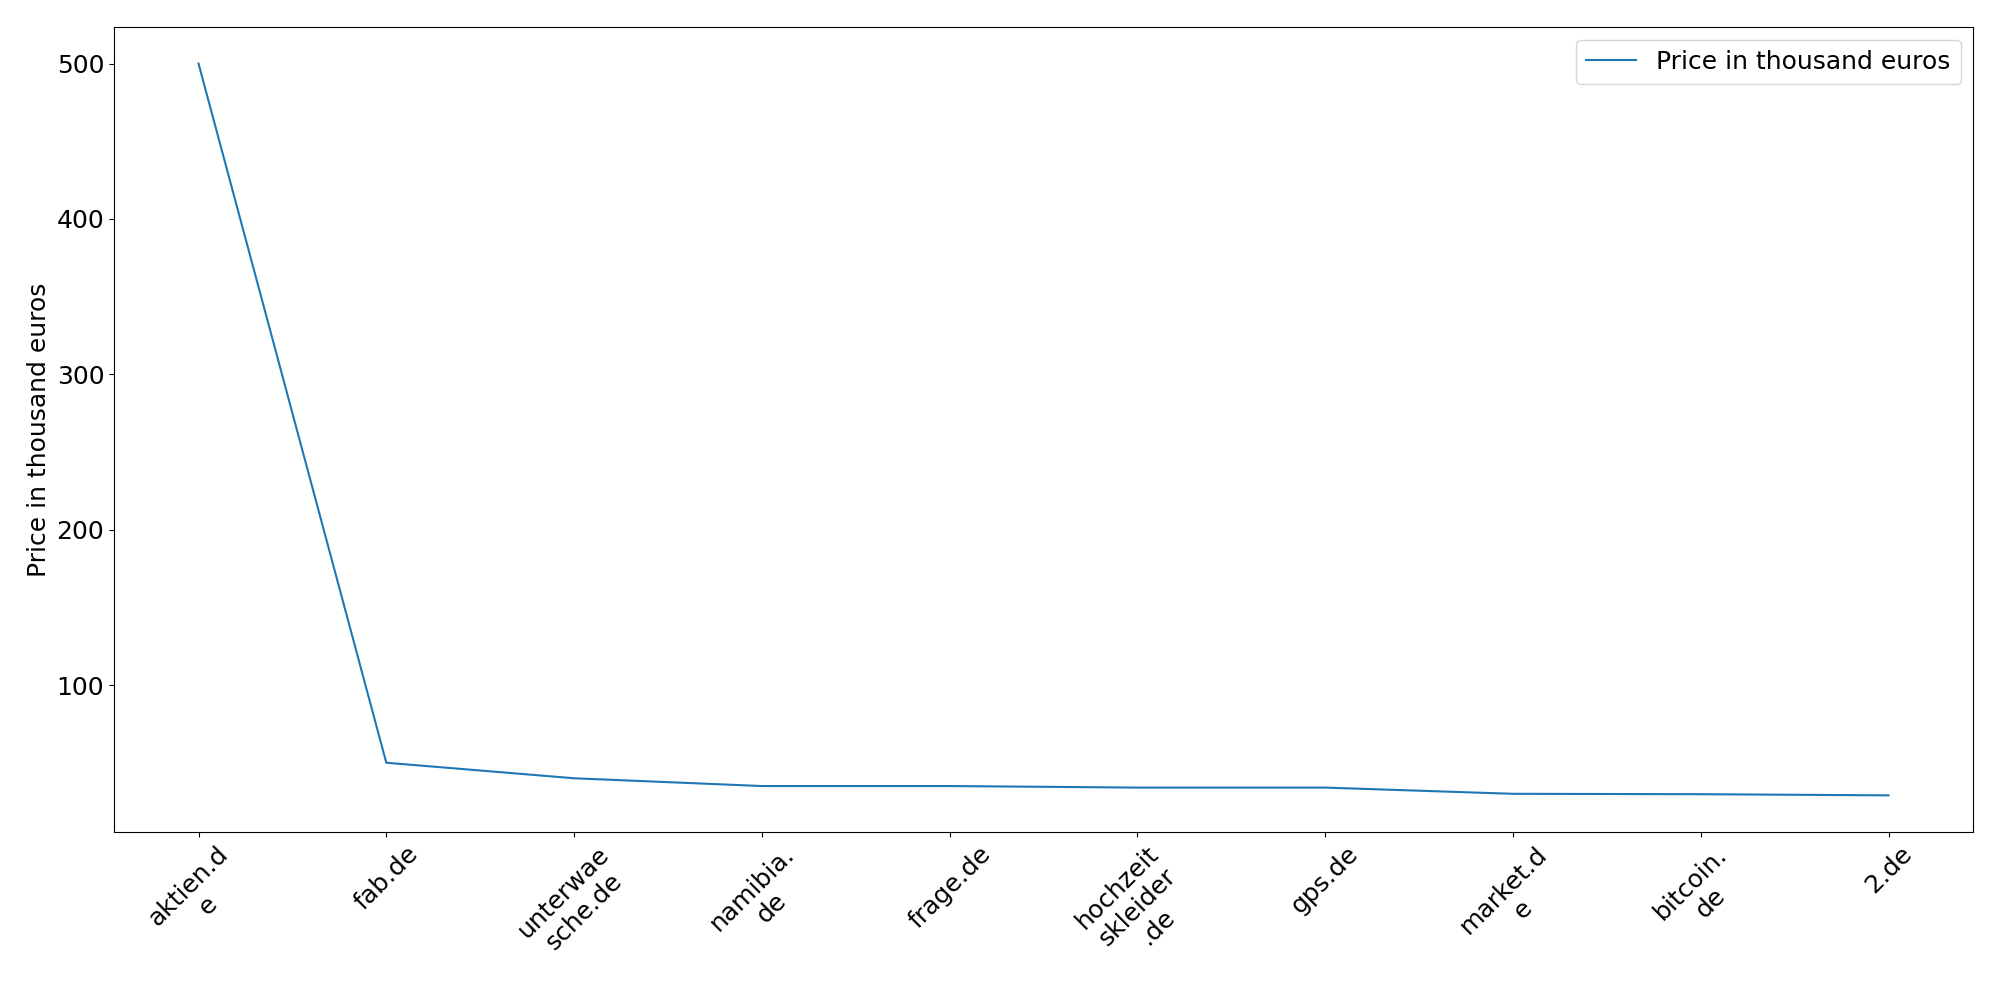 Price in thousand euros
500
400
300
200
100
Price in thousand euros
aktien.d
e
fab.de
unterwae
sche.de
namibia.
de
frage.de
hochzeit
skleider
.de
gps.de
market.d
e
bitcoin.
de
2.de